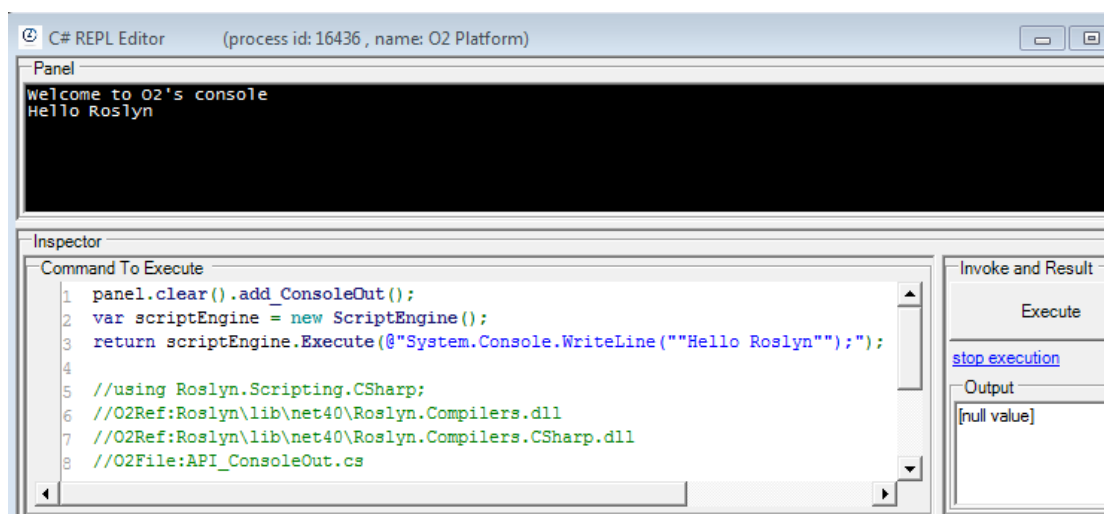 C# REPL Editor (process id: 16436 , name: O2 Platform)
Panel
Welcome to O2's console
Hello Roslyn
Inspector
Command To Execute
1 panel.clear().add_ConsoleOut();
2 var scriptEngine = new ScriptEngine();
3 return scriptEngine.Execute(@"System.Console.WriteLine(""Hello Roslyn"");");
4
5 //using Roslyn.Scripting.CSharp;
6 //O2Ref:Roslyn\lib\net40\Roslyn.Compilers.dll
7 //O2Ref:Roslyn\lib\net40\Roslyn.Compilers.CSharp.dll
8 //O2File:API_ConsoleOut.cs
Invoke and Result
Execute
stop execution
Output
[null value]